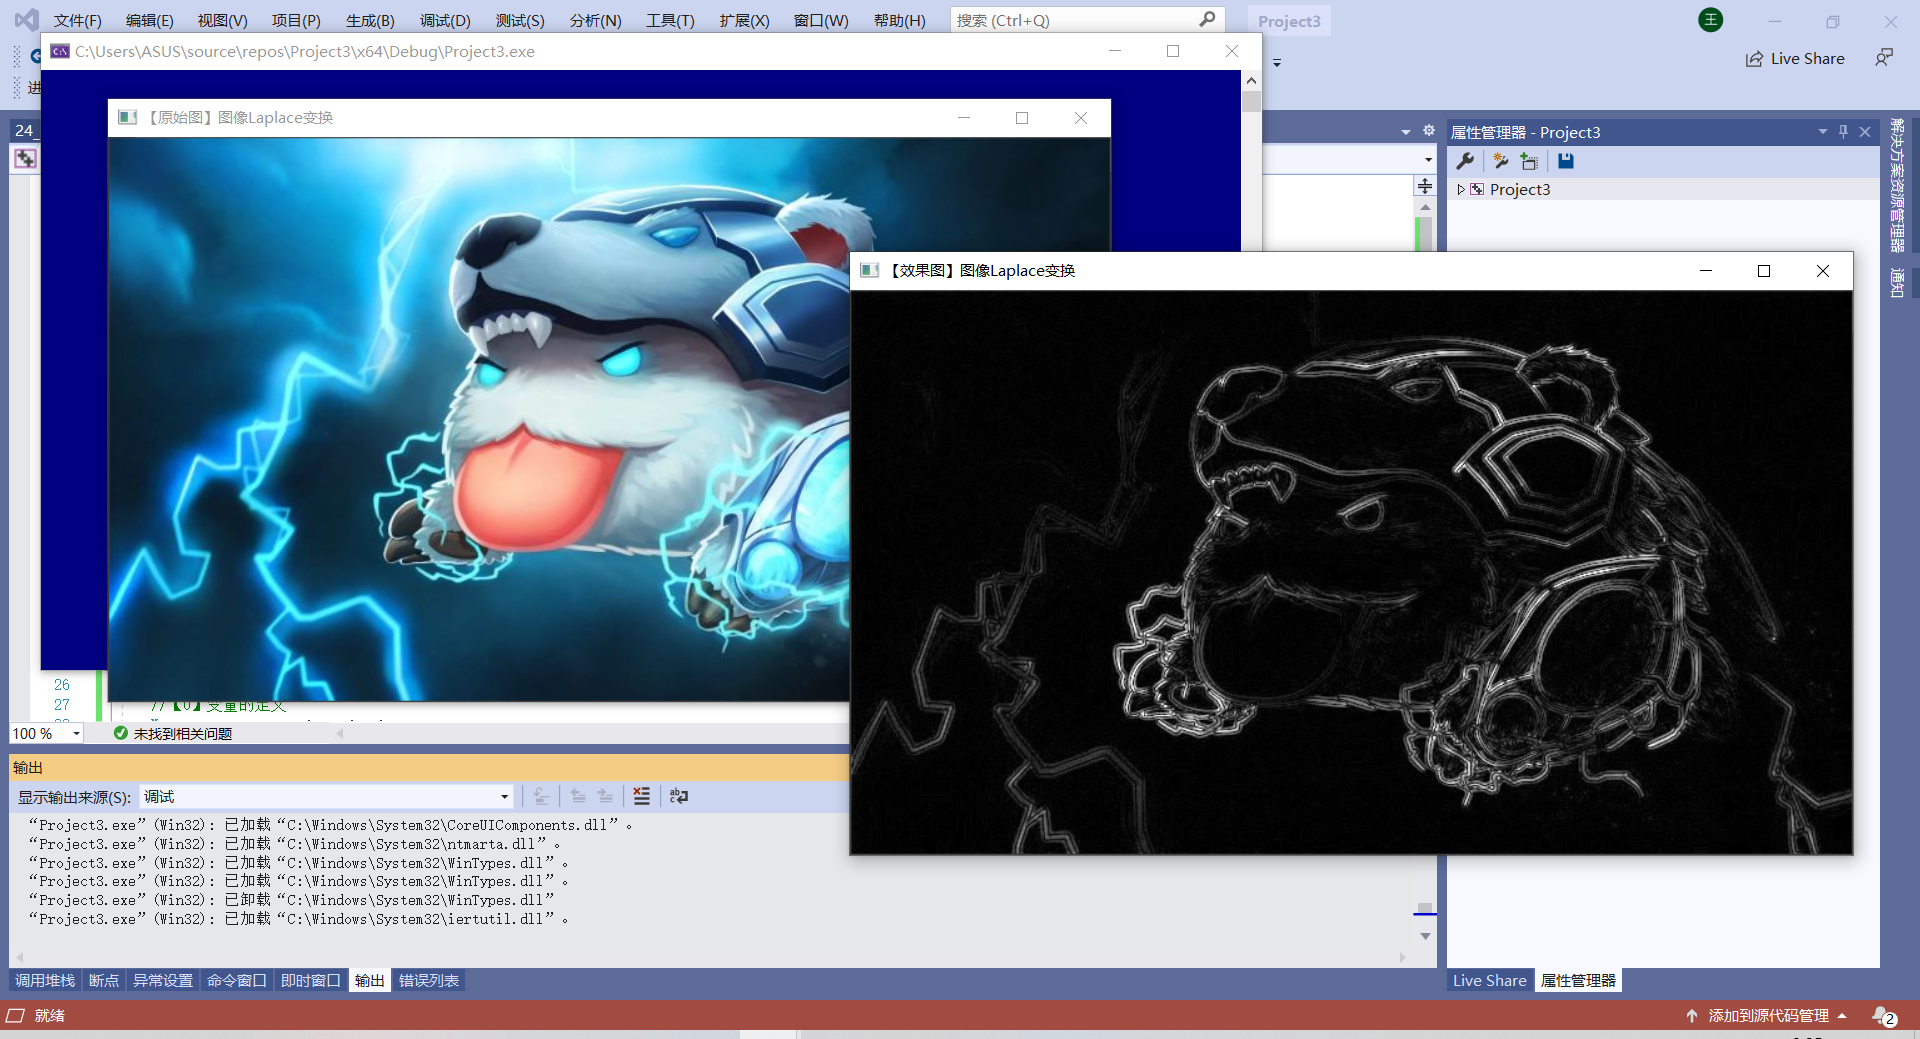 文件(F) 编辑(E) 视图(V) 项目(P) 生成(B) 调试(D) 测试(S) 分析(N) 工具(T) 扩展(X) 窗口(W) 帮助(H) 搜索 (Ctrl+Q) Project3 王
C:\Users\ASUS\source\repos\Project3\x64\Debug\Project3.exe
Live Share
进
【原始图】图像Laplace变换
24_
属性管理器 - Project3
Project3
解决方案资源管理器
通知
【效果图】图像Laplace变换
26
27 //【0】变量的定义
100 % 未找到相关问题
输出
显示输出来源(S): 调试
“Project3.exe”(Win32): 已加载“C:\Windows\System32\CoreUIComponents.dll”。
“Project3.exe”(Win32): 已加载“C:\Windows\System32\ntmarta.dll”。
“Project3.exe”(Win32): 已加载“C:\Windows\System32\WinTypes.dll”。
“Project3.exe”(Win32): 已加载“C:\Windows\System32\WinTypes.dll”。
“Project3.exe”(Win32): 已卸载“C:\Windows\System32\WinTypes.dll”
“Project3.exe”(Win32): 已加载“C:\Windows\System32\iertutil.dll”。
调用堆栈 断点 异常设置 命令窗口 即时窗口 输出 错误列表
Live Share 属性管理器
就绪
添加到源代码管理 2